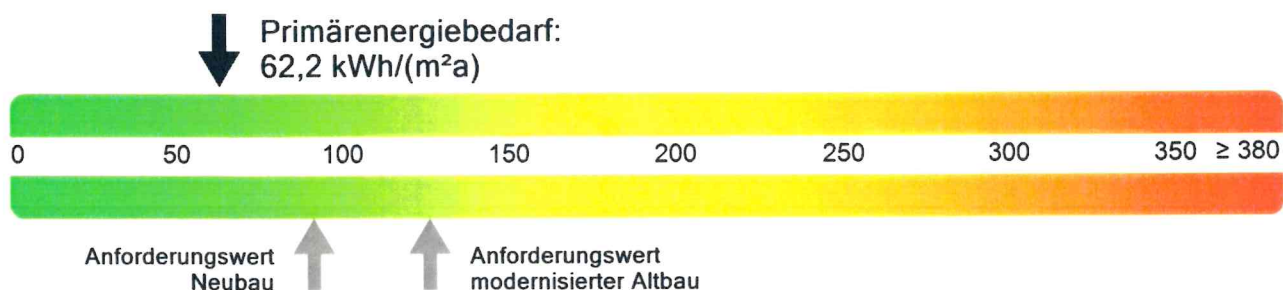 Primärenergiebedarf:
62,2 kWh/(m²a)
0 50 100 150 200 250 300 350 ≥ 380
Anforderungswert
Neubau
Anforderungswert
modernisierter Altbau